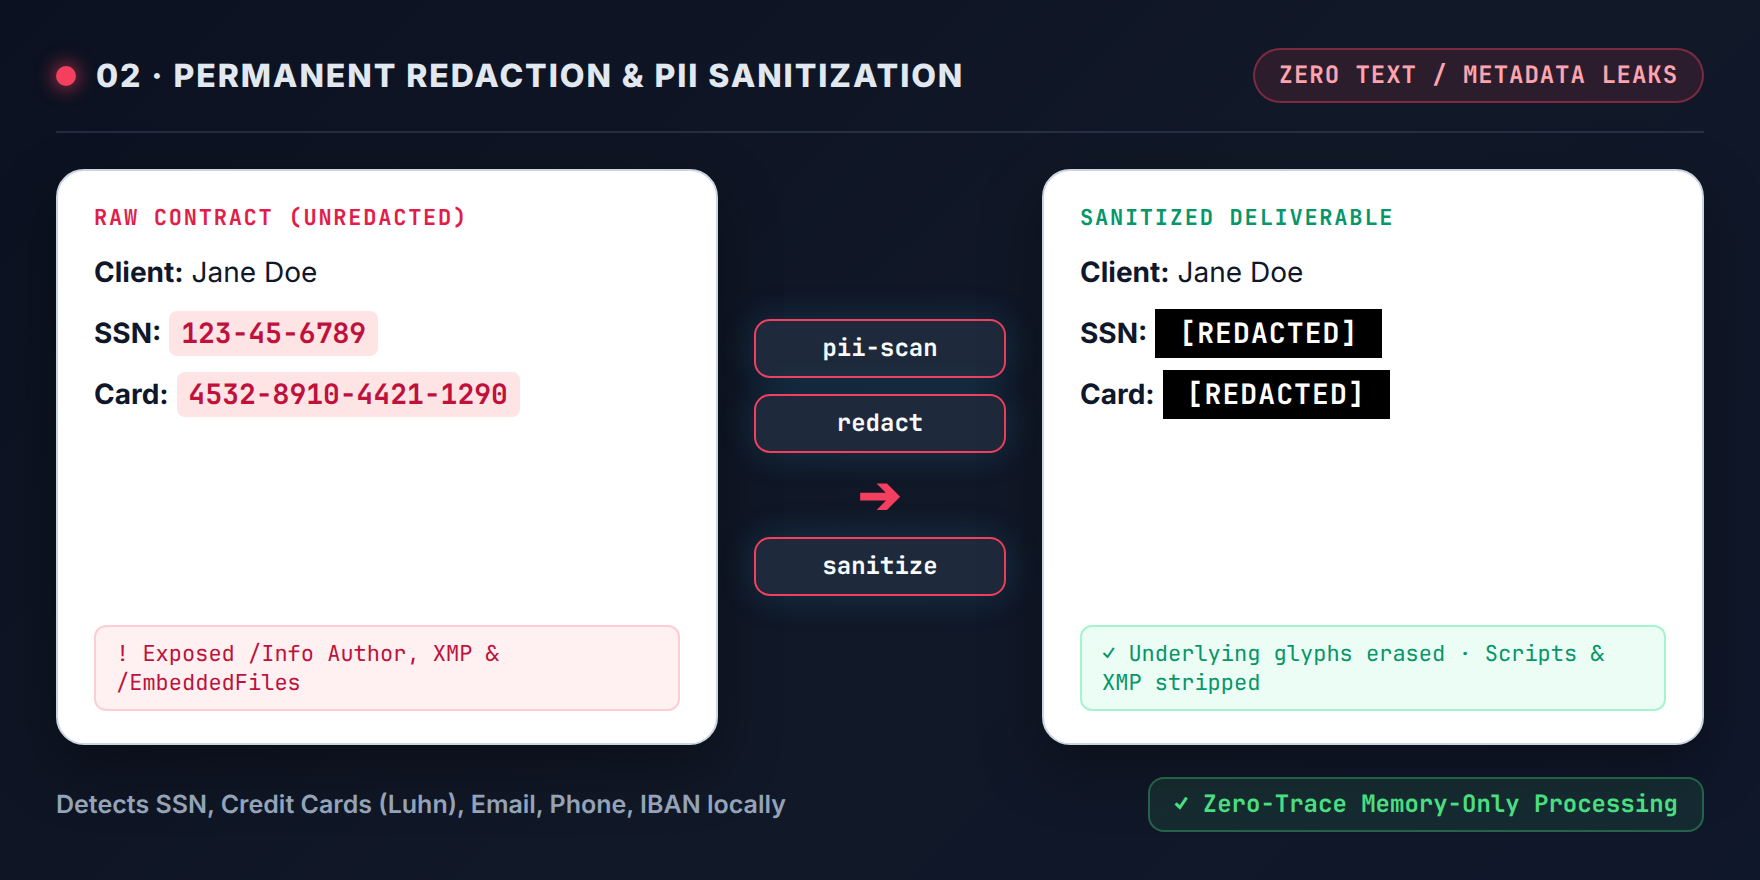 02 · PERMANENT REDACTION & PII SANITIZATION
ZERO TEXT / METADATA LEAKS
RAW CONTRACT (UNREDACTED)
Client: Jane Doe
SSN: 123-45-6789
Card: 4532-8910-4421-1290
! Exposed /Info Author, XMP &
/EmbeddedFiles
pii-scan
redact
➔
sanitize
SANITIZED DELIVERABLE
Client: Jane Doe
SSN: [REDACTED]
Card: [REDACTED]
✓ Underlying glyphs erased · Scripts &
XMP stripped
Detects SSN, Credit Cards (Luhn), Email, Phone, IBAN locally
✓ Zero-Trace Memory-Only Processing